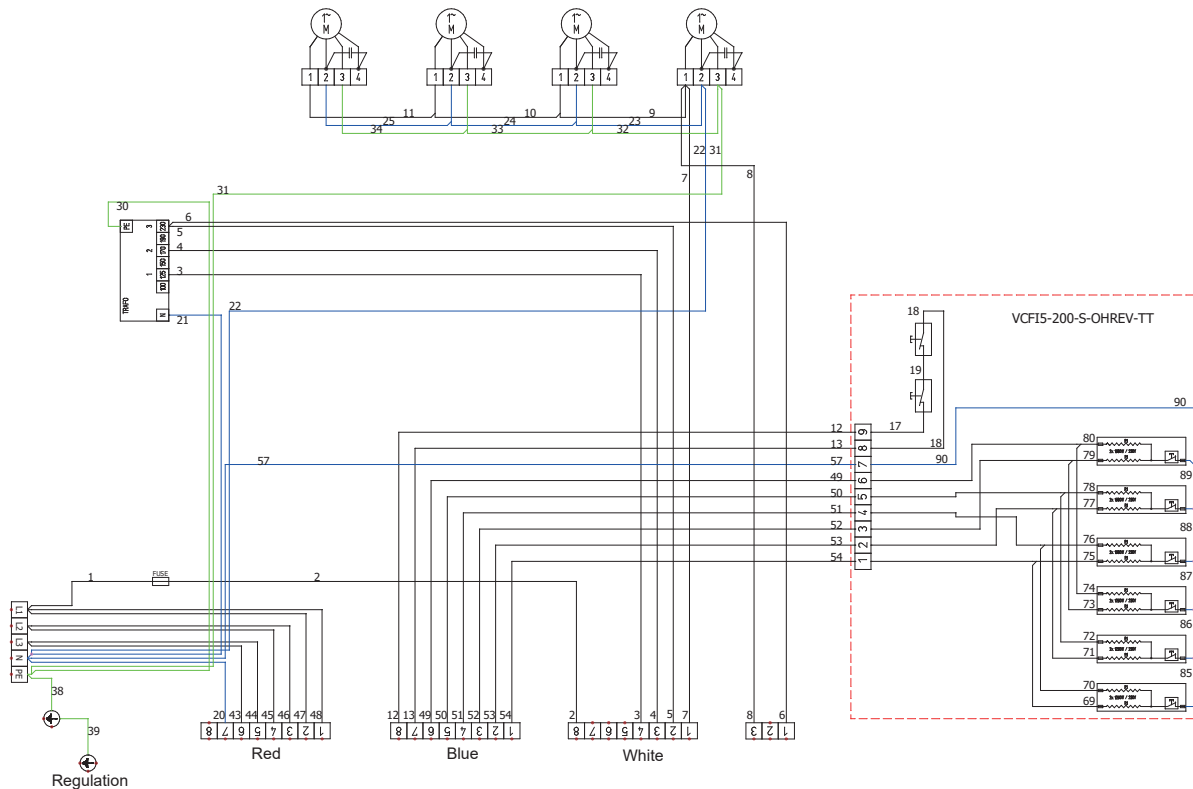 1~ 1~ 1~ 1~
M M M M
1 2 3 4 1 2 3 4 1 2 3 4 1 2 3 4
11 10 9
25 24 23
34 33 32
22 31
7 8
31
30
6
PE 3 230
5
190
2 170 4
150
1 125 3
100
TRAFO N
21
22
VCFI5-200-S-OHREV-TT
18
19
90
12 9 17
13 8 18
57 57 7 90
49 6
50 5
51 4
52 3
53 2
54 1
80
79
89
78
77
88
76
75
87
74
73
86
72
71
85
70
69
1 FUSE 2
L1
L2
L3
N
PE
38
39
20 43 44 45 46 47 48
8 7 6 5 4 3 2 1
Red
12 13 49 50 51 52 53 54
8 7 6 5 4 3 2 1
Blue
2 3 4 5 7
8 7 6 5 4 3 2 1
White
8 6
3 2 1
Regulation